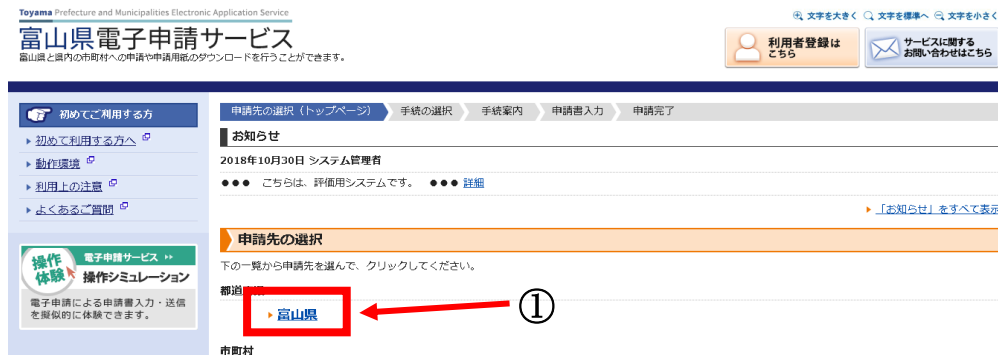 Toyama Prefecture and Municipalities Electronic Application Service
富山県電子申請サービス
富山県と県内の市町村への申請や申請用紙のダウンロードを行うことができます。
文字を大きく 文字を標準へ 文字を小さく
利用者登録は
こちら
サービスに関する
お問い合わせはこちら
初めてご利用する方
初めて利用する方へ
動作環境
利用上の注意
よくあるご質問
操作
体験
電子申請サービス
操作シミュレーション
電子申請による申請書入力・送信
を擬似的に体験できます。
申請先の選択（トップページ） 手続の選択 手続案内 申請書入力 申請完了
お知らせ
2018年10月30日 システム管理者
●●● こちらは、評価用システムです。 ●●● 詳細
「お知らせ」をすべて表示
申請先の選択
下の一覧から申請先を選んで、クリックしてください。
都道
富山県
①
市町村